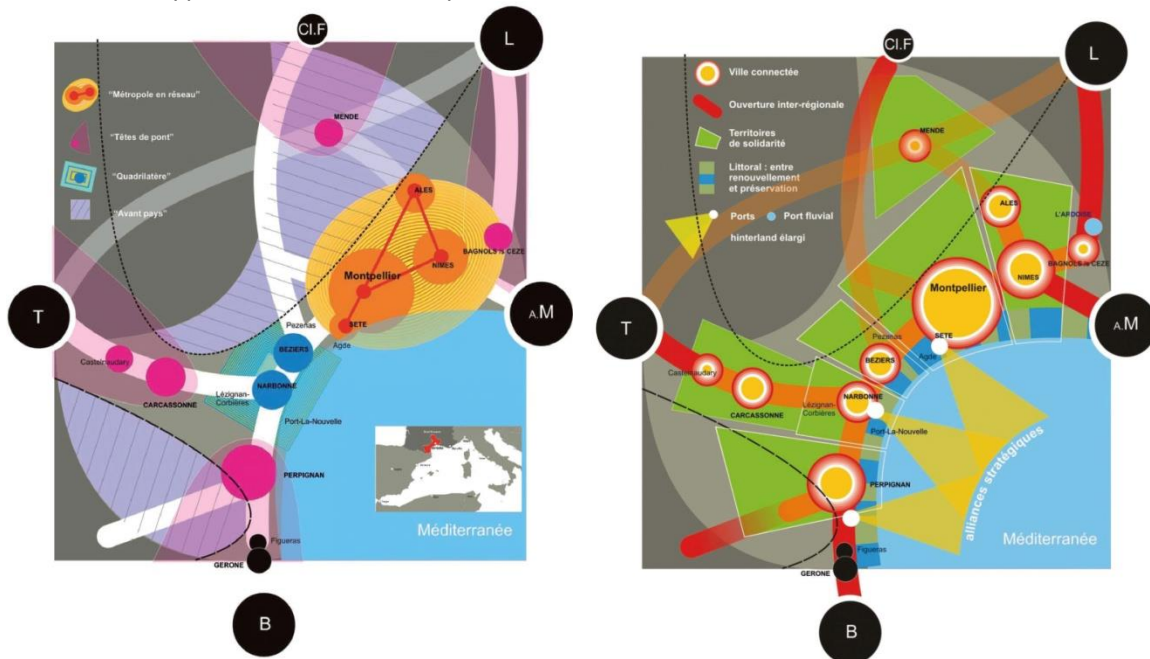 Cl.F
L
"Métropole en réseau"
"Têtes de pont"
"Quadrilatère"
"Avant pays"
MENDE
ALES
BAGNOLS /s CEZE
NIMES
Montpellier
SETE
A.M
T
Pezenas
Agde
BEZIERS
Castelnaudary
CARCASSONNE
Lézignan-
Corbières
NARBONNE
Port-La-Nouvelle
PERPIGNAN
Méditerranée
Figueras
GERONE
B
Cl.F
L
Ville connectée
Ouverture inter-régionale
Territoires
de solidarité
Littoral : entre
renouvellement
et préservation
Ports
Port fluvial
hinterland élargi
MENDE
ALES
L'ARDOISE
BAGNOLS /s CEZE
NIMES
Montpellier
SETE
A.M
T
Pezenas
Agde
BEZIERS
Castelnaudary
CARCASSONNE
Lézignan-
Corbières
NARBONNE
Port-La-Nouvelle
PERPIGNAN
alliances stratégiques
Méditerranée
Figueras
GERONE
B